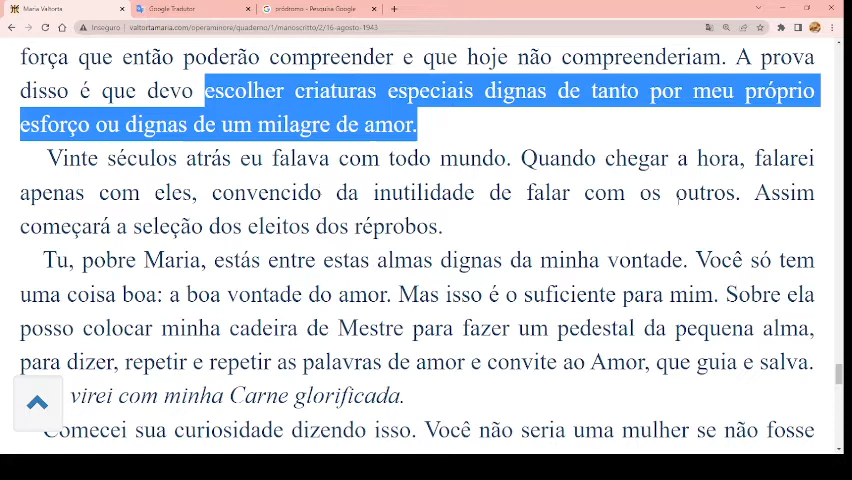 Maria Valtorta
Google Tradutor
pródromo - Pesquisa Google
Inseguro | valtortamaria.com/operaminore/quaderno/1/manoscritto/2/16-agosto-1943
força que então poderão compreender e que hoje não compreenderiam. A prova
disso é que devo escolher criaturas especiais dignas de tanto por meu próprio
esforço ou dignas de um milagre de amor.
Vinte séculos atrás eu falava com todo mundo. Quando chegar a hora, falarei
apenas com eles, convencido da inutilidade de falar com os outros. Assim
começará a seleção dos eleitos dos réprobos.
Tu, pobre Maria, estás entre estas almas dignas da minha vontade. Você só tem
uma coisa boa: a boa vontade do amor. Mas isso é o suficiente para mim. Sobre ela
posso colocar minha cadeira de Mestre para fazer um pedestal da pequena alma,
para dizer, repetir e repetir as palavras de amor e convite ao Amor, que guia e salva.
virei com minha Carne glorificada.
Comecei sua curiosidade dizendo isso. Você não seria uma mulher se não fosse